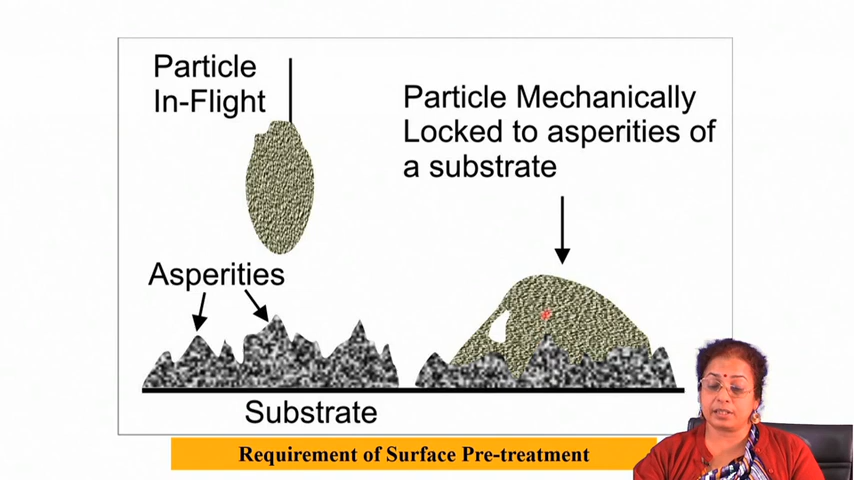 Particle
In-Flight
Particle Mechanically
Locked to asperities of
a substrate
Asperities
Substrate
Requirement of Surface Pre-treatment